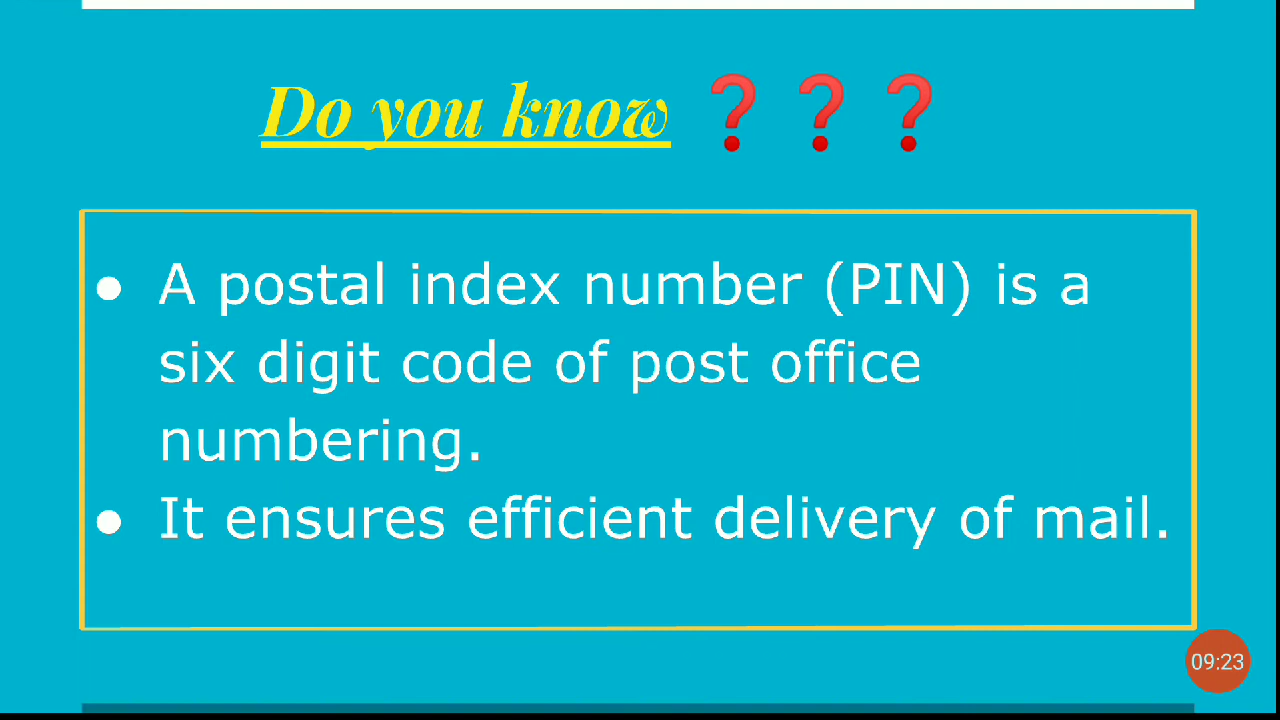 Do you know ❓❓❓
● A postal index number (PIN) is a
six digit code of post office
numbering.
● It ensures efficient delivery of mail.
09:23